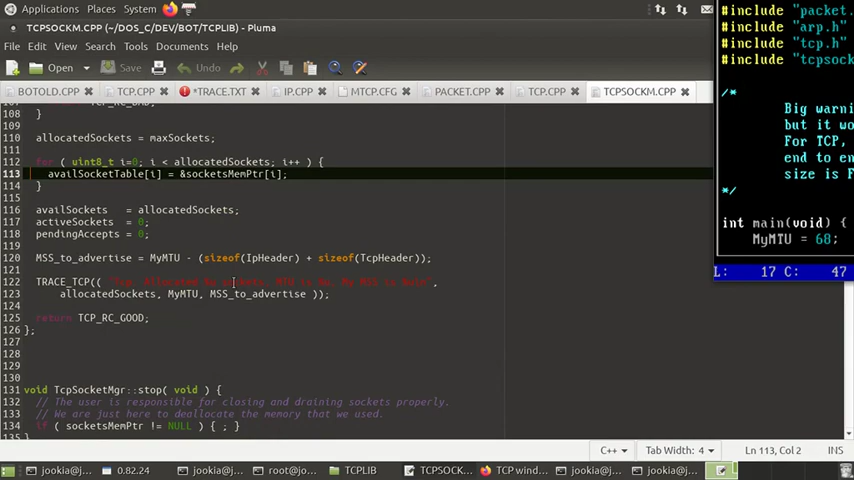 Applications Places System
TCPSOCKM.CPP (~/DOS_C/DEV/BOT/TCPLIB) - Pluma
File Edit View Search Tools Documents Help
Open Save Undo
BOTOLD.CPP TCP.CPP *TRACE.TXT IP.CPP MTCP.CFG PACKET.CPP TCP.CPP TCPSOCKM.CPP
108 }
109
110 allocatedSockets = maxSockets;
111
112 for ( uint8_t i=0; i < allocatedSockets; i++ ) {
113 availSocketTable[i] = &socketsMemPtr[i];
114 }
115
116 availSockets = allocatedSockets;
117 activeSockets = 0;
118 pendingAccepts = 0;
119
120 MSS_to_advertise = MyMTU - (sizeof(IpHeader) + sizeof(TcpHeader));
121
122 TRACE_TCP((
123 allocatedSockets, MyMTU, MSS_to_advertise ));
124
125 return TCP_RC_GOOD;
126 };
127
128
129
130
131 void TcpSocketMgr::stop( void ) {
132 // The user is responsible for closing and draining sockets properly.
133 // We are just here to deallocate the memory that we used.
134 if ( socketsMemPtr != NULL ) { ; }
135 }
C++ Tab Width: 4 Ln 113, Col 2 INS
#include "packet.
#include "arp.h"
#include "tcp.h"
#include "tcpsock
/*
Big warni
but it wo
For TCP,
end to en
size is F
*/
int main(void) {
MyMTU = 68;
L: 17 C: 47
jookia@j... 0.82.24 jookia@j... root@jo... TCPLIB TCPSOCK... TCP wind... jookia@j... jookia@j...